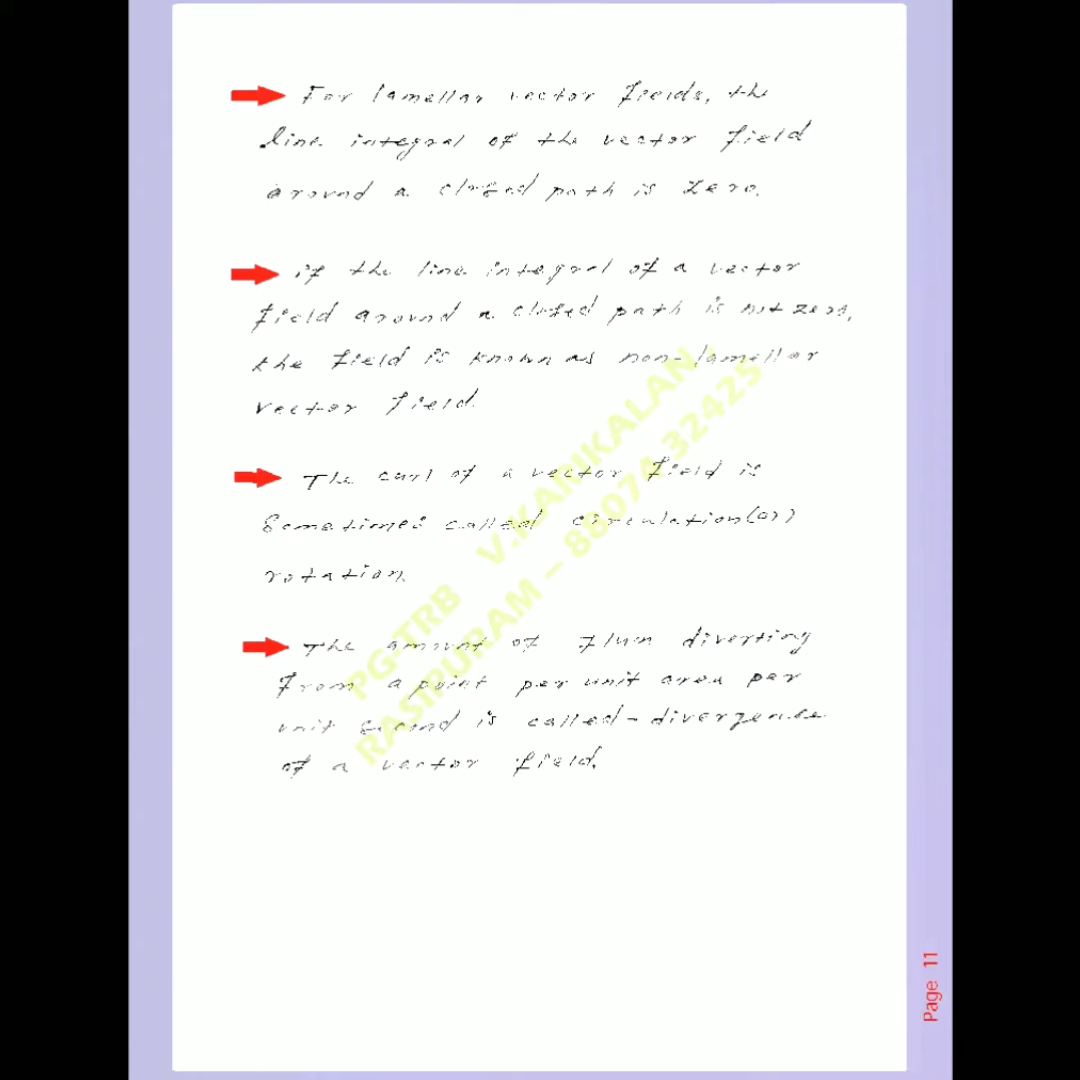 For lamellar vector fields, the
line integral of the vector field
around a closed path is zero.
if the line integral of a vector
field around a closed path is not zero,
the field is known as non-lamellar
vector field.
The curl of a vector field is
Sometimes called circulation(or)
rotation.
The amount of flux diverting
from a point per unit area per
unit second is called-divergence
of a vector field.
PG-TRB V.KANIKALAN -
RASIPURAM – 88074 32425
Page 11